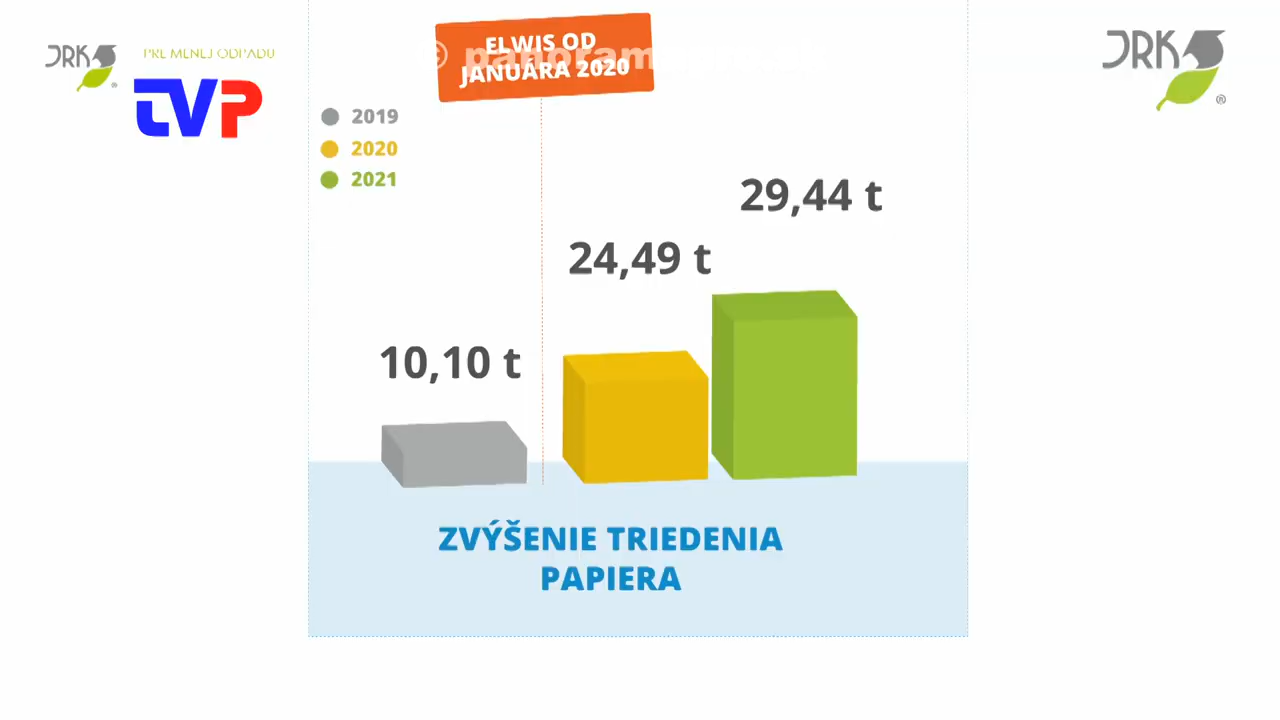 JRK
PRE MENEJ ODPADU
TVP
ELWIS OD
JANUÁRA 2020
JRK
2019
2020
2021
29,44 t
24,49 t
10,10 t
ZVÝŠENIE TRIEDENIA
PAPIERA